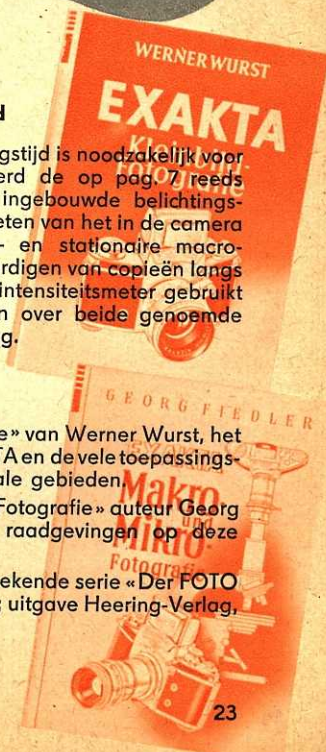 WERNER WURST
EXAKTA
Kleinbild-
Fotografie
d
gstijd is noodzakelijk voor
erd de op pag. 7 reeds
ingebouwde belichtings-
eten van het in de camera
- en stationaire macro-
rdigen van copieën langs
intensiteitsmeter gebruikt
n over beide genoemde
g.
GEORG FIEDLER
e» van Werner Wurst, het
TA en de vele toepassings-
ale gebieden.
Fotografie» auteur Georg
raadgevingen op deze
ekende serie «Der FOTO
; uitgave Heering-Verlag,
Makro-
und
Mikro-
Fotografie
23